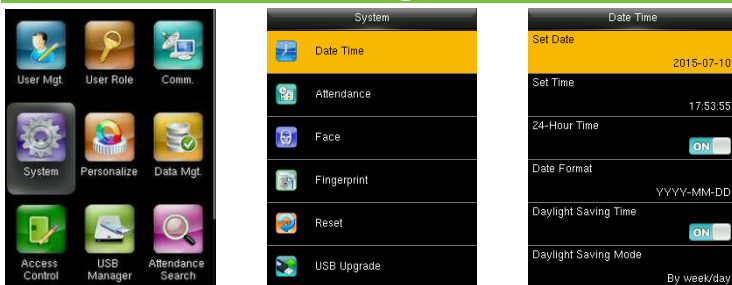 User Mgt.
User Role
Comm.
System
Personalize
Data Mgt.
Access
Control
USB
Manager
Attendance
Search
System
Date Time
Attendance
Face
Fingerprint
Reset
USB Upgrade
Date Time
Set Date
2015-07-10
Set Time
17:53:55
24-Hour Time
ON
Date Format
YYYY-MM-DD
Daylight Saving Time
ON
Daylight Saving Mode
By week/day